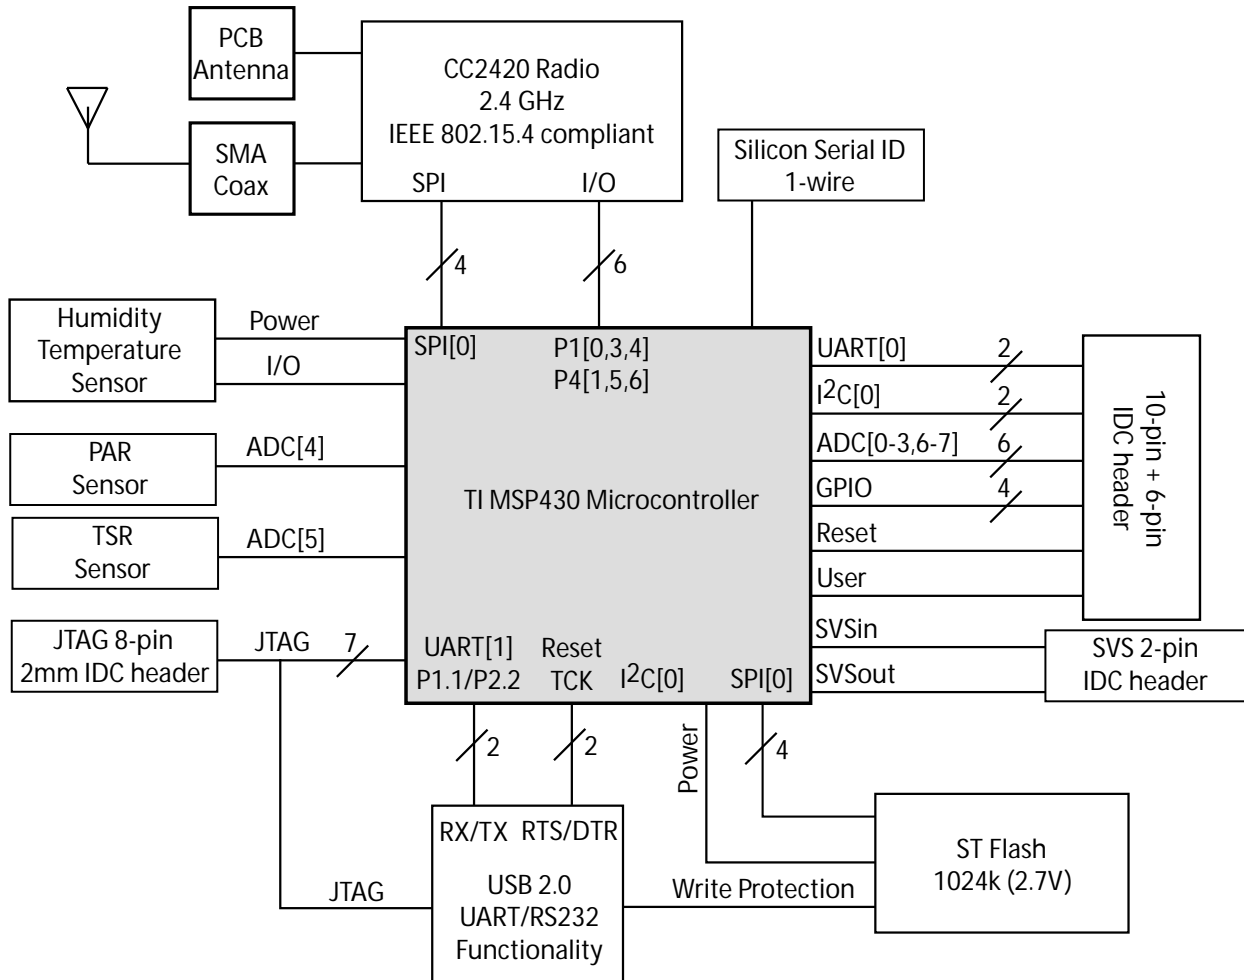 PCB
Antenna
CC2420 Radio
2.4 GHz
IEEE 802.15.4 compliant
SPI
I/O
SMA
Coax
Silicon Serial ID
1-wire
4
6
Humidity
Temperature
Sensor
Power
I/O
SPI[0]
P1[0,3,4]
P4[1,5,6]
UART[0]
2
I2C[0]
2
ADC[0-3,6-7]
6
GPIO
4
Reset
User
10-pin + 6-pin
IDC header
PAR
Sensor
ADC[4]
TI MSP430 Microcontroller
TSR
Sensor
ADC[5]
JTAG 8-pin
2mm IDC header
JTAG
7
UART[1]
P1.1/P2.2
Reset
TCK
I2C[0]
SPI[0]
SVSin
SVSout
SVS 2-pin
IDC header
2
2
Power
4
RX/TX
RTS/DTR
USB 2.0
UART/RS232
Functionality
JTAG
Write Protection
ST Flash
1024k (2.7V)